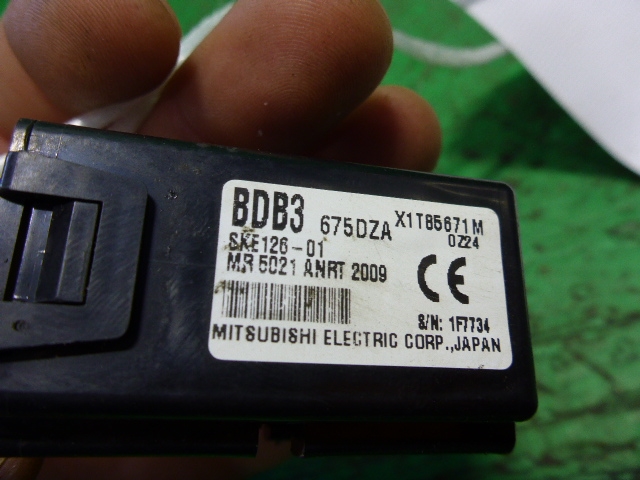 BDB3 675DZA X1T85671M
0Z24
SKE126-01
MR 5021 ANRT 2009
CE
S/N: 1F7734
MITSUBISHI ELECTRIC CORP.,JAPAN